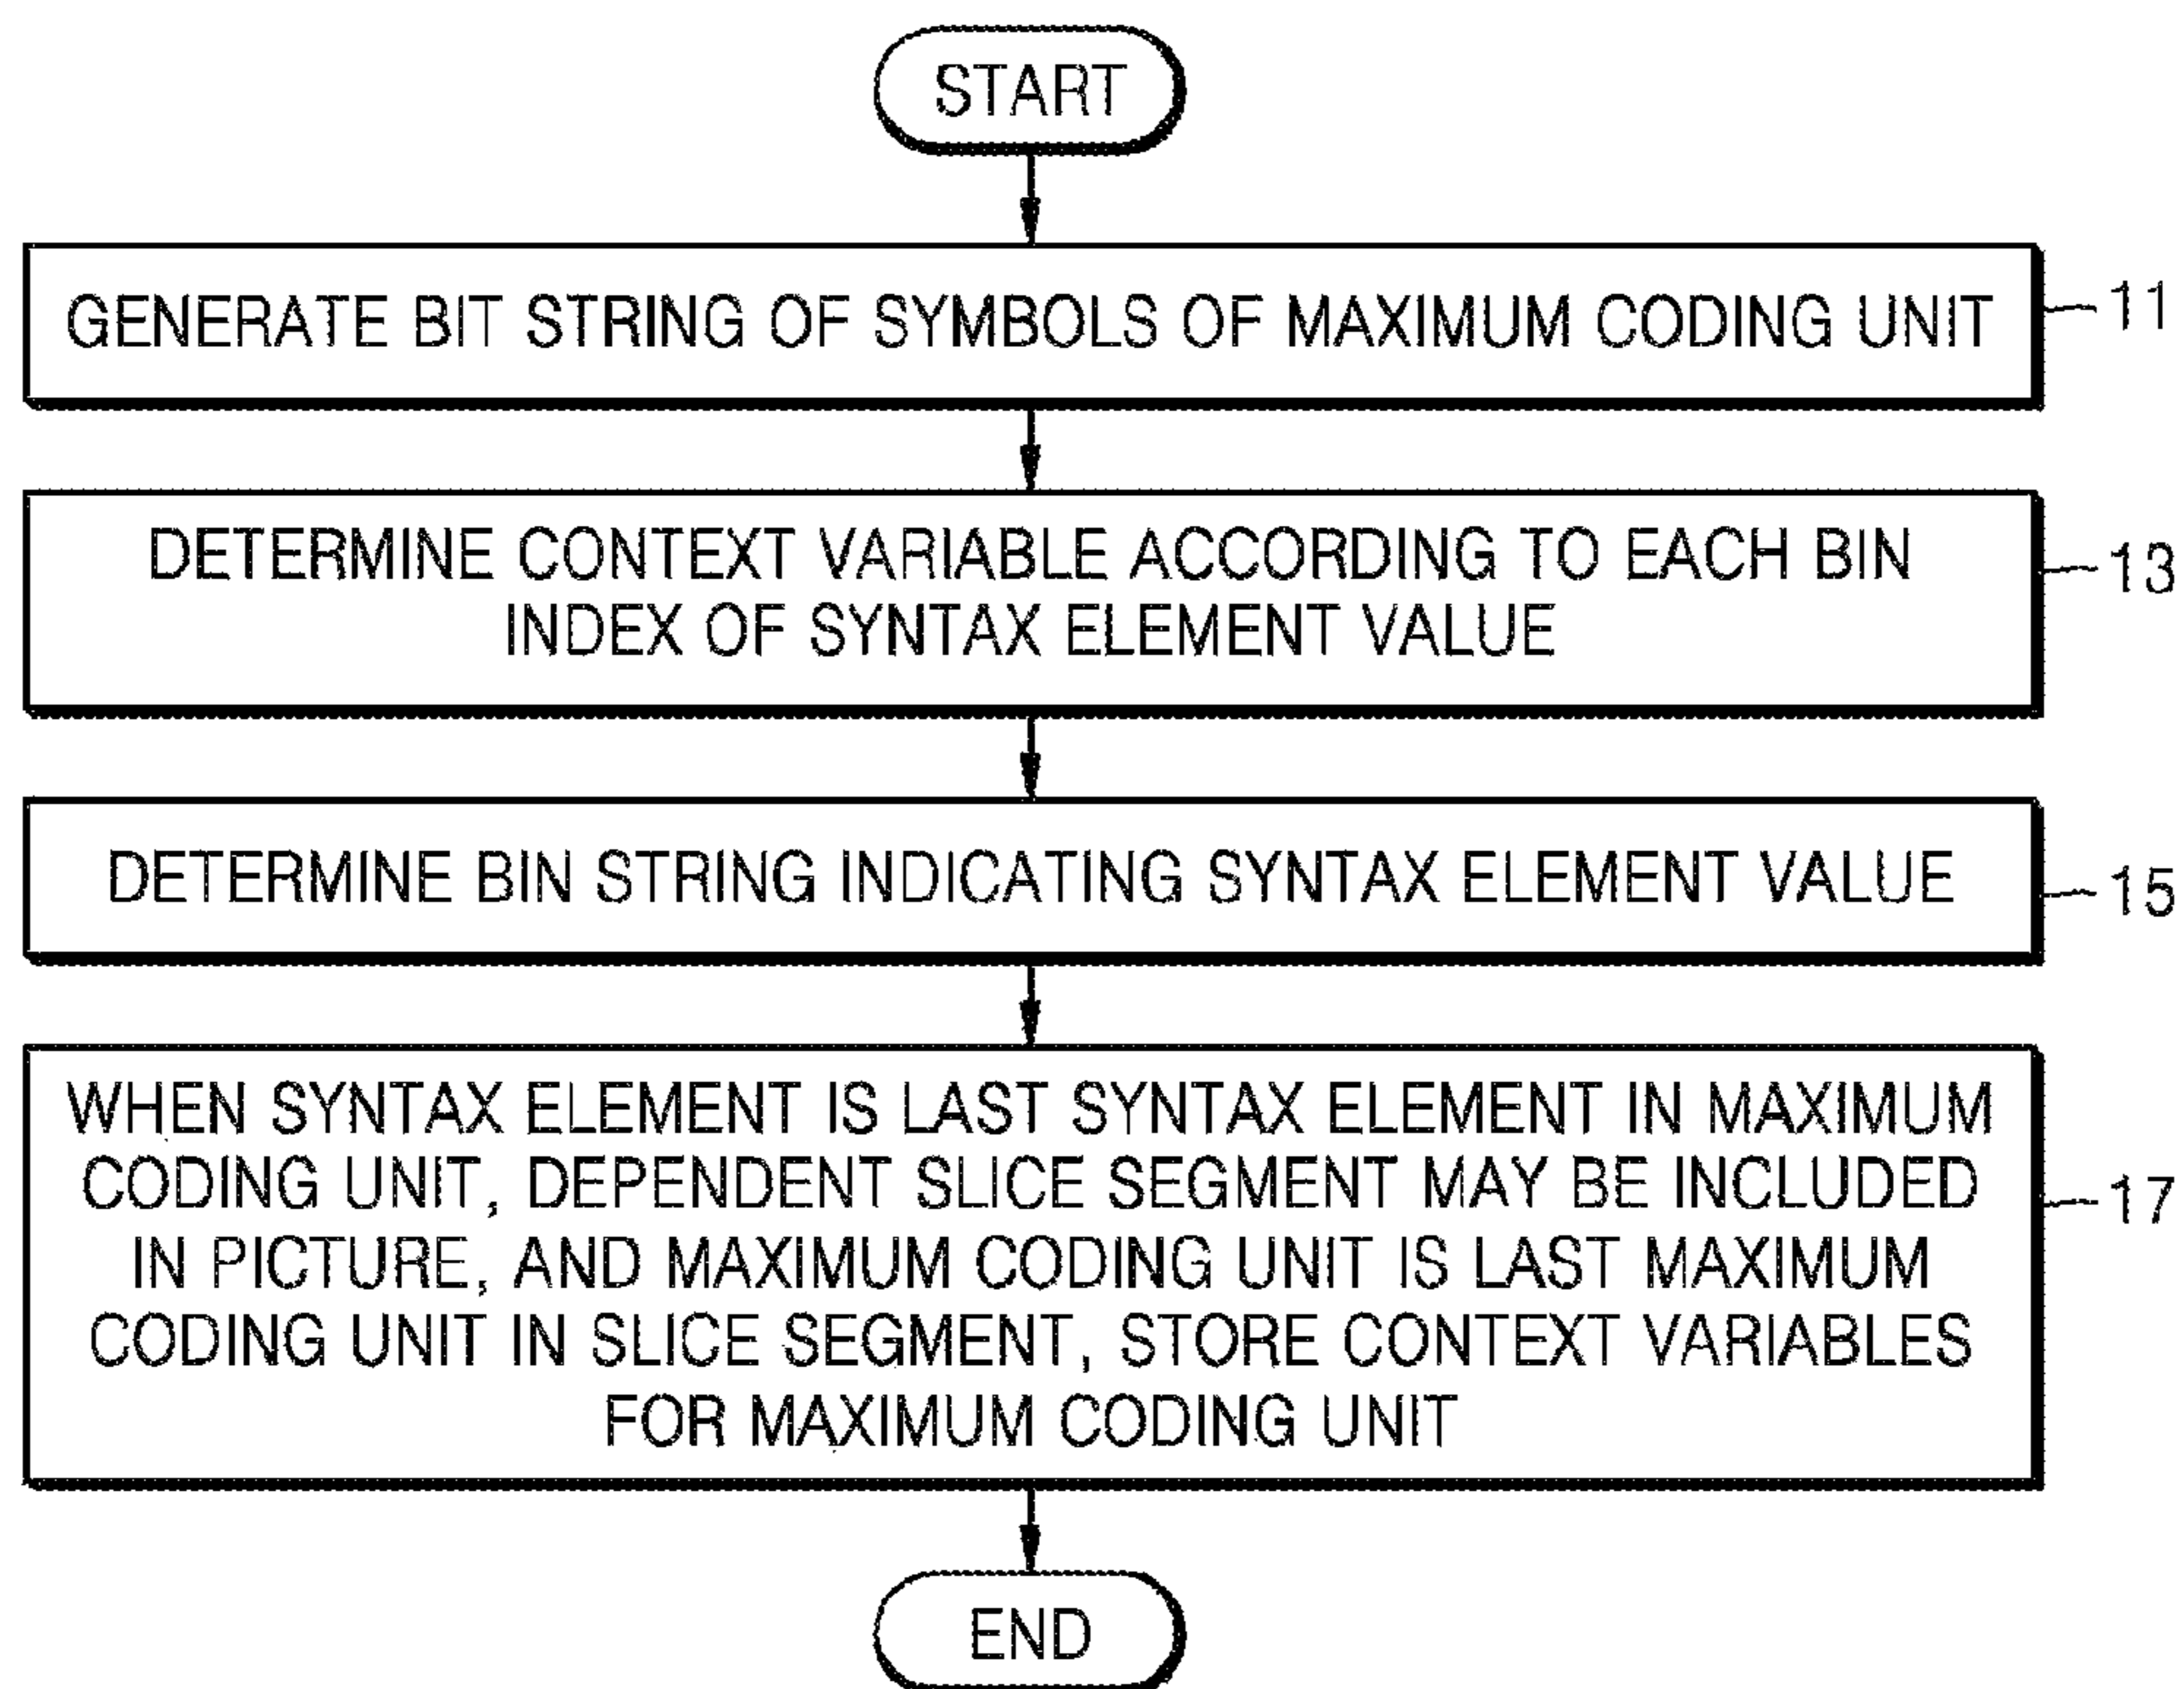 START
GENERATE BIT STRING OF SYMBOLS OF MAXIMUM CODING UNIT
11
DETERMINE CONTEXT VARIABLE ACCORDING TO EACH BIN
INDEX OF SYNTAX ELEMENT VALUE
13
DETERMINE BIN STRING INDICATING SYNTAX ELEMENT VALUE
15
WHEN SYNTAX ELEMENT IS LAST SYNTAX ELEMENT IN MAXIMUM
CODING UNIT, DEPENDENT SLICE SEGMENT MAY BE INCLUDED
IN PICTURE, AND MAXIMUM CODING UNIT IS LAST MAXIMUM
CODING UNIT IN SLICE SEGMENT, STORE CONTEXT VARIABLES
FOR MAXIMUM CODING UNIT
17
END